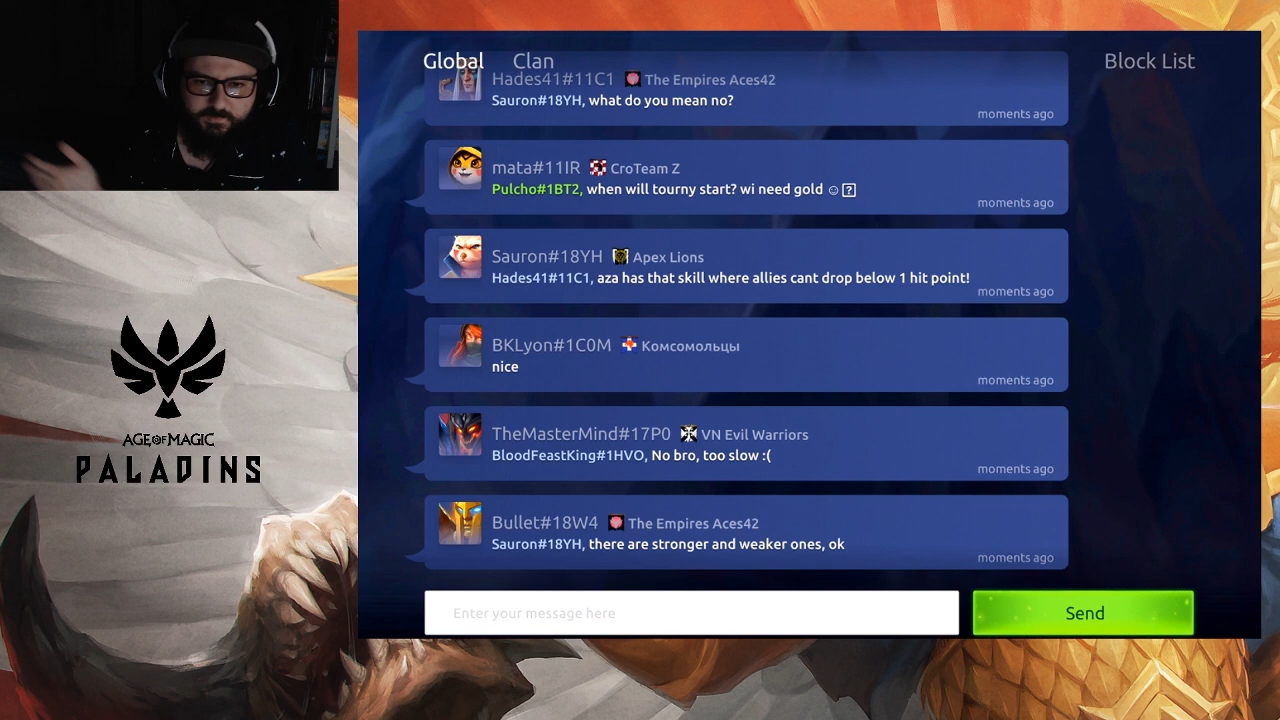 Global
Clan
Block List
Hades41#11C1 The Empires Aces42
Sauron#18YH, what do you mean no?
moments ago
mata#11IR CroTeam Z
Pulcho#1BT2, when will tourny start? wi need gold ☺?
moments ago
Sauron#18YH Apex Lions
Hades41#11C1, aza has that skill where allies cant drop below 1 hit point!
moments ago
BKLyon#1C0M Комсомольцы
nice
moments ago
TheMasterMind#17P0 VN Evil Warriors
BloodFeastKing#1HVO, No bro, too slow :(
moments ago
Bullet#18W4 The Empires Aces42
Sauron#18YH, there are stronger and weaker ones, ok
moments ago
Enter your message here
Send
AGE OF MAGIC
PALADINS